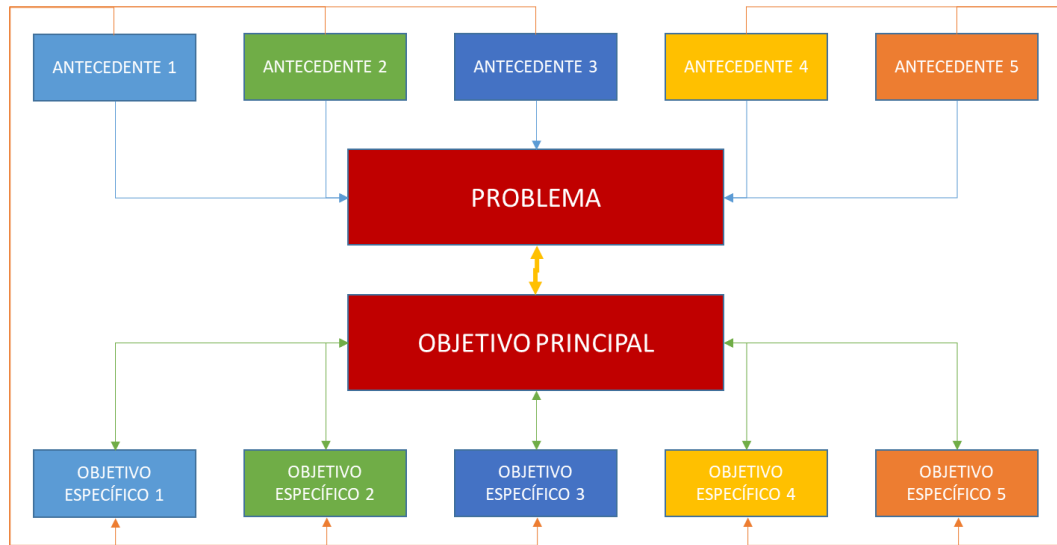 ANTECEDENTE 1
ANTECEDENTE 2
ANTECEDENTE 3
ANTECEDENTE 4
ANTECEDENTE 5
PROBLEMA
OBJETIVO PRINCIPAL
OBJETIVO
ESPECÍFICO 1
OBJETIVO
ESPECÍFICO 2
OBJETIVO
ESPECÍFICO 3
OBJETIVO
ESPECÍFICO 4
OBJETIVO
ESPECÍFICO 5